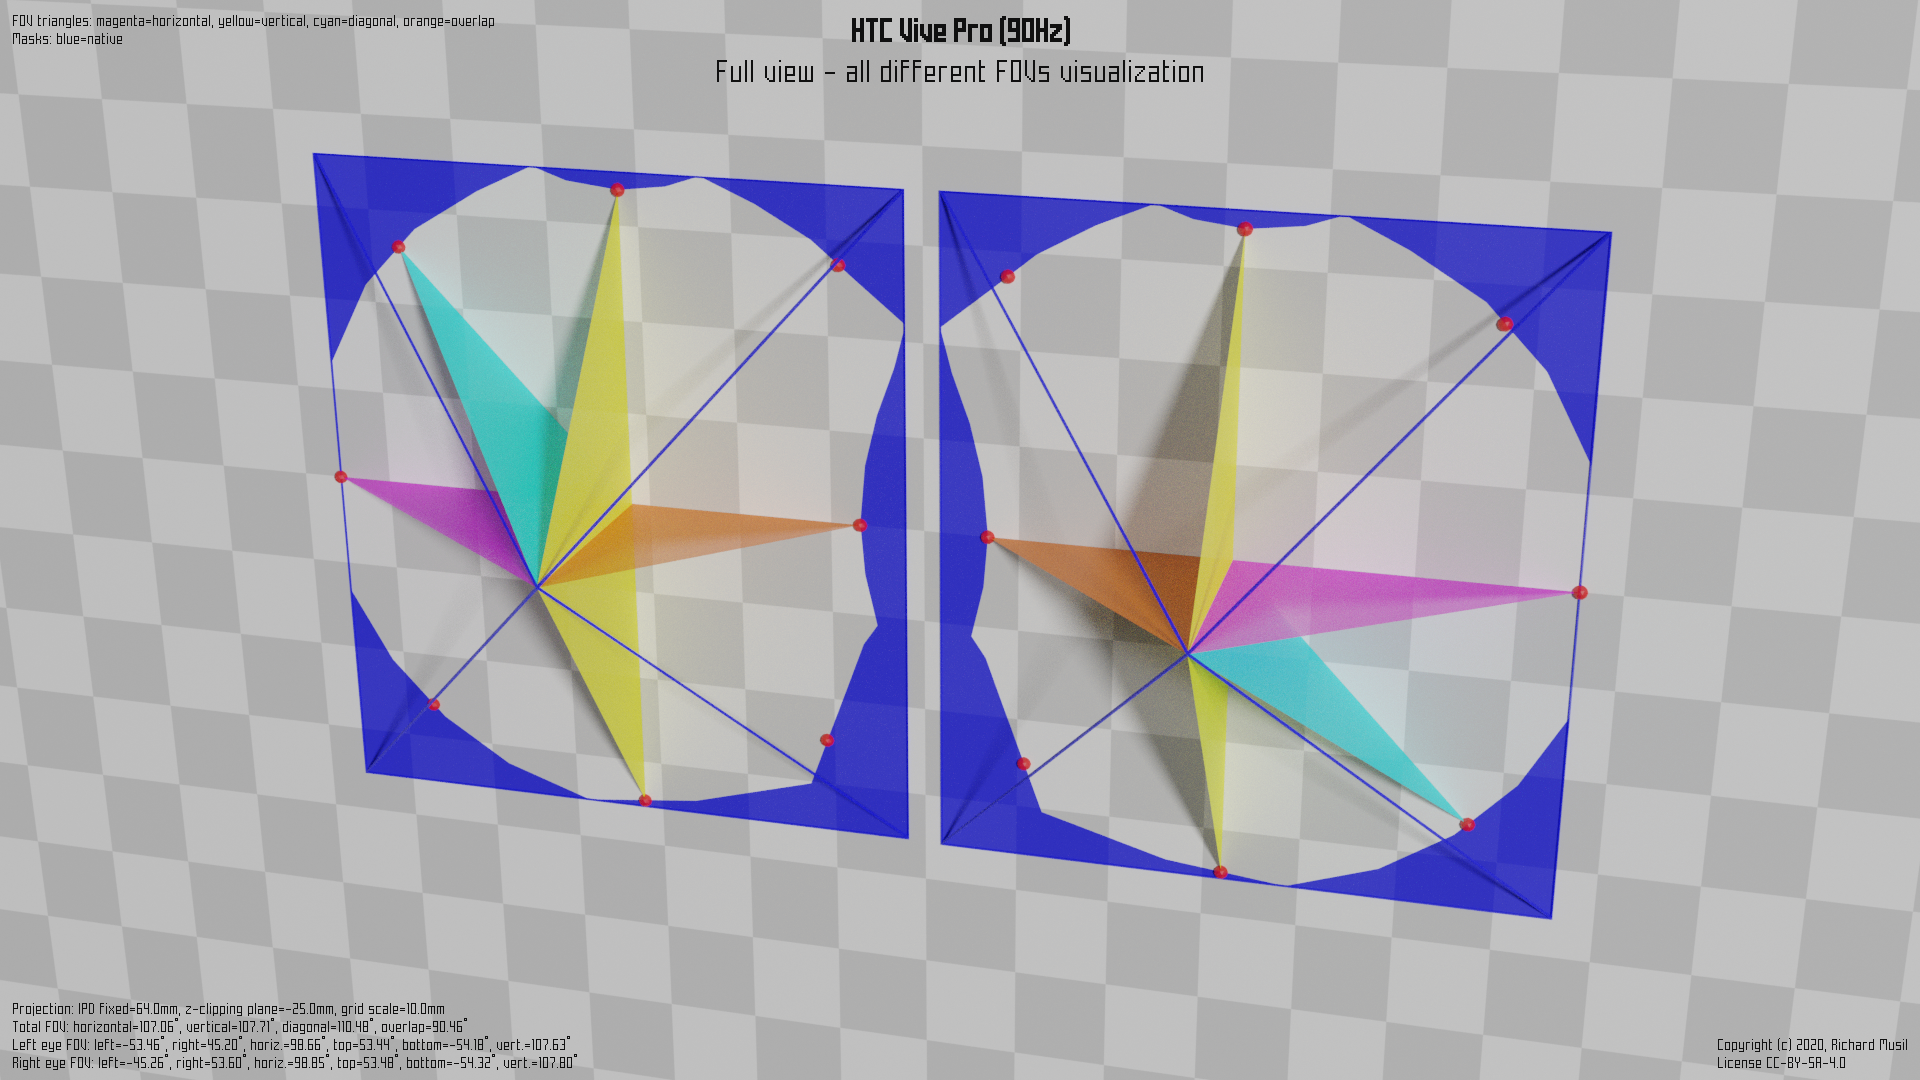 FOV triangles: magenta=horizontal, yellow=vertical, cyan=diagonal, orange=overlap
Masks: blue=native
HTC Vive Pro (90Hz)
Full view - all different FOVs visualization
Projection: IPD fixed=64.0mm, z-clipping plane=-25.0mm, grid scale=10.0mm
Total FOV: horizontal=107.06°, vertical=107.71°, diagonal=110.48°, overlap=90.46°
Left eye FOV: left=-53.46°, right=45.20°, horiz.=98.66°, top=53.44°, bottom=-54.18°, vert.=107.63°
Right eye FOV: left=-45.26°, right=53.60°, horiz.=98.85°, top=53.48°, bottom=-54.32°, vert.=107.80°
Copyright (c) 2020, Richard Musil
License CC-BY-SA-4.0